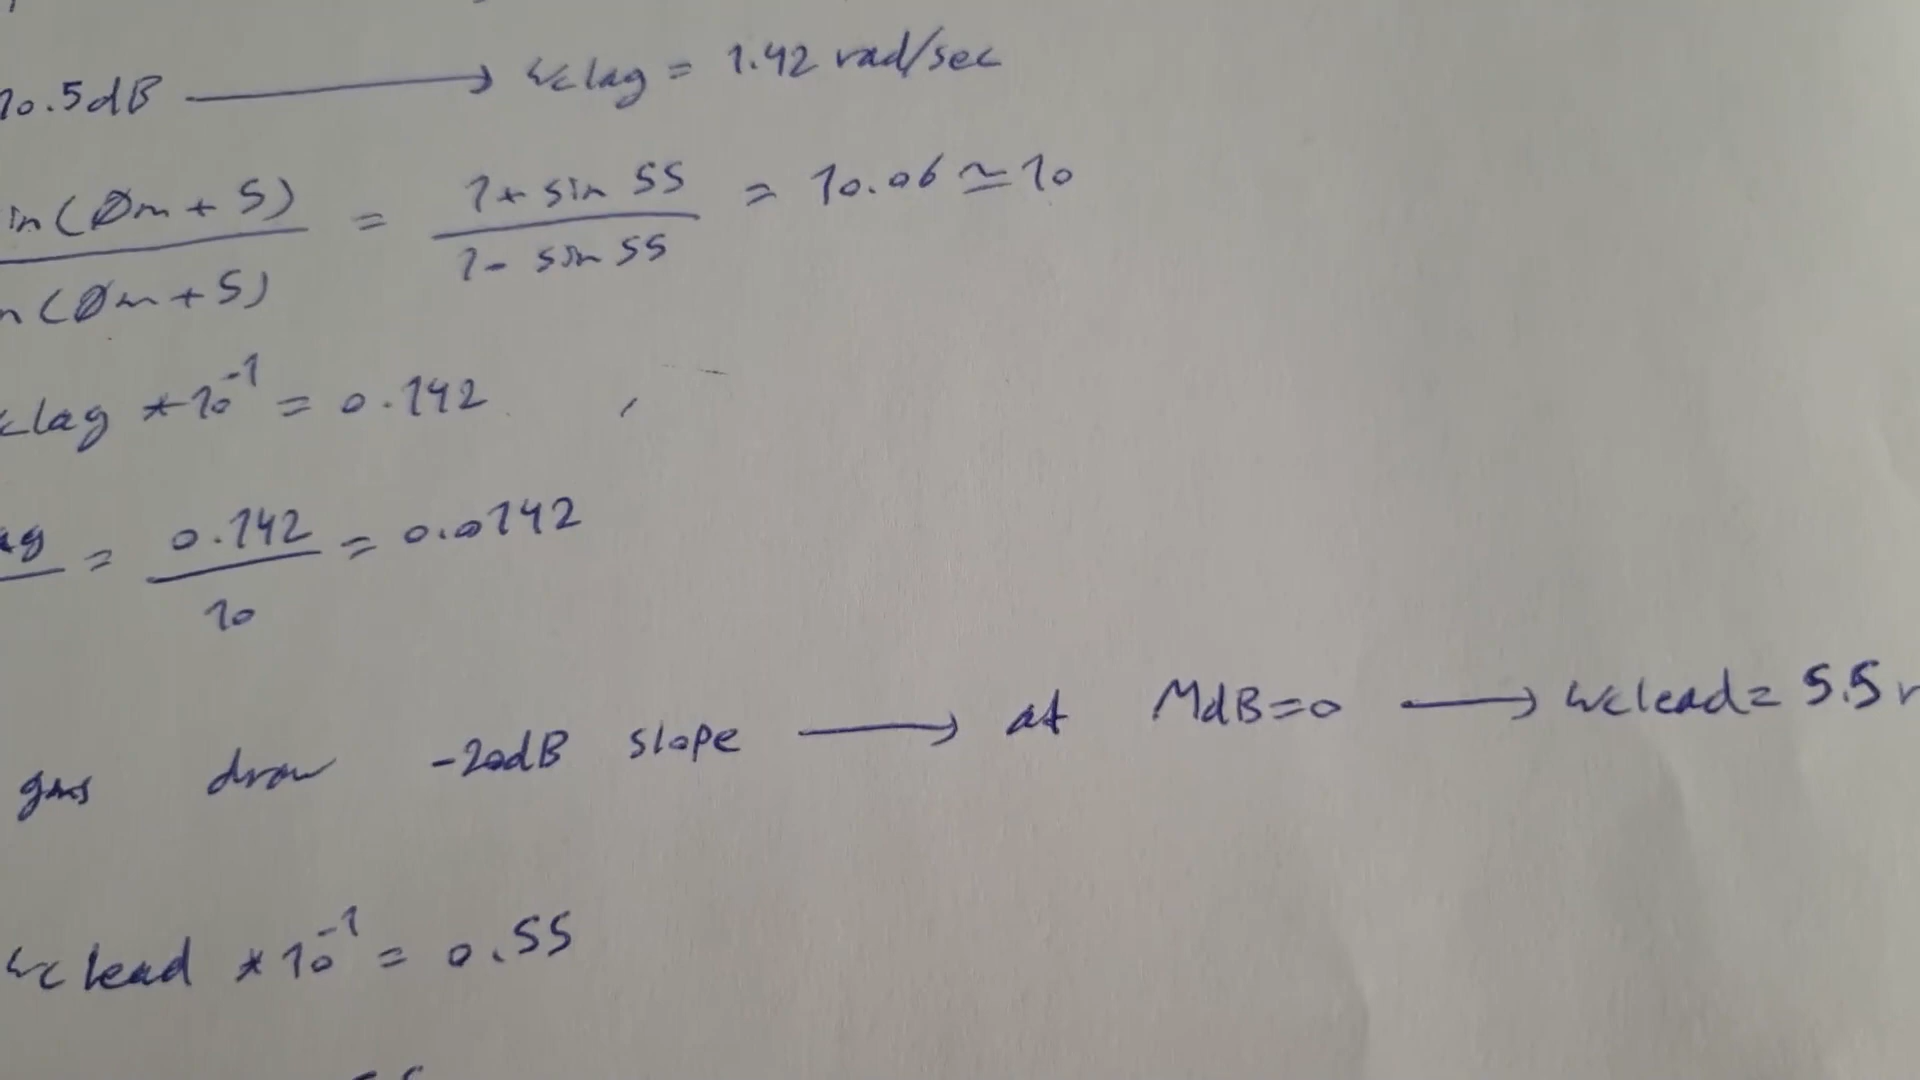 10.5dB → ωclag = 1.42 rad/sec
in(Øm + 5) / n(Øm + 5) = 1 + sin 55 / 1 - sin 55 = 10.06 ≃ 10
clag * 10^-1 = 0.142
ag = 0.142 / 10 = 0.0142
draw -20dB slope → at MdB=0 → ωclead = 5.5 r
ωc lead * 10^-1 = 0.55